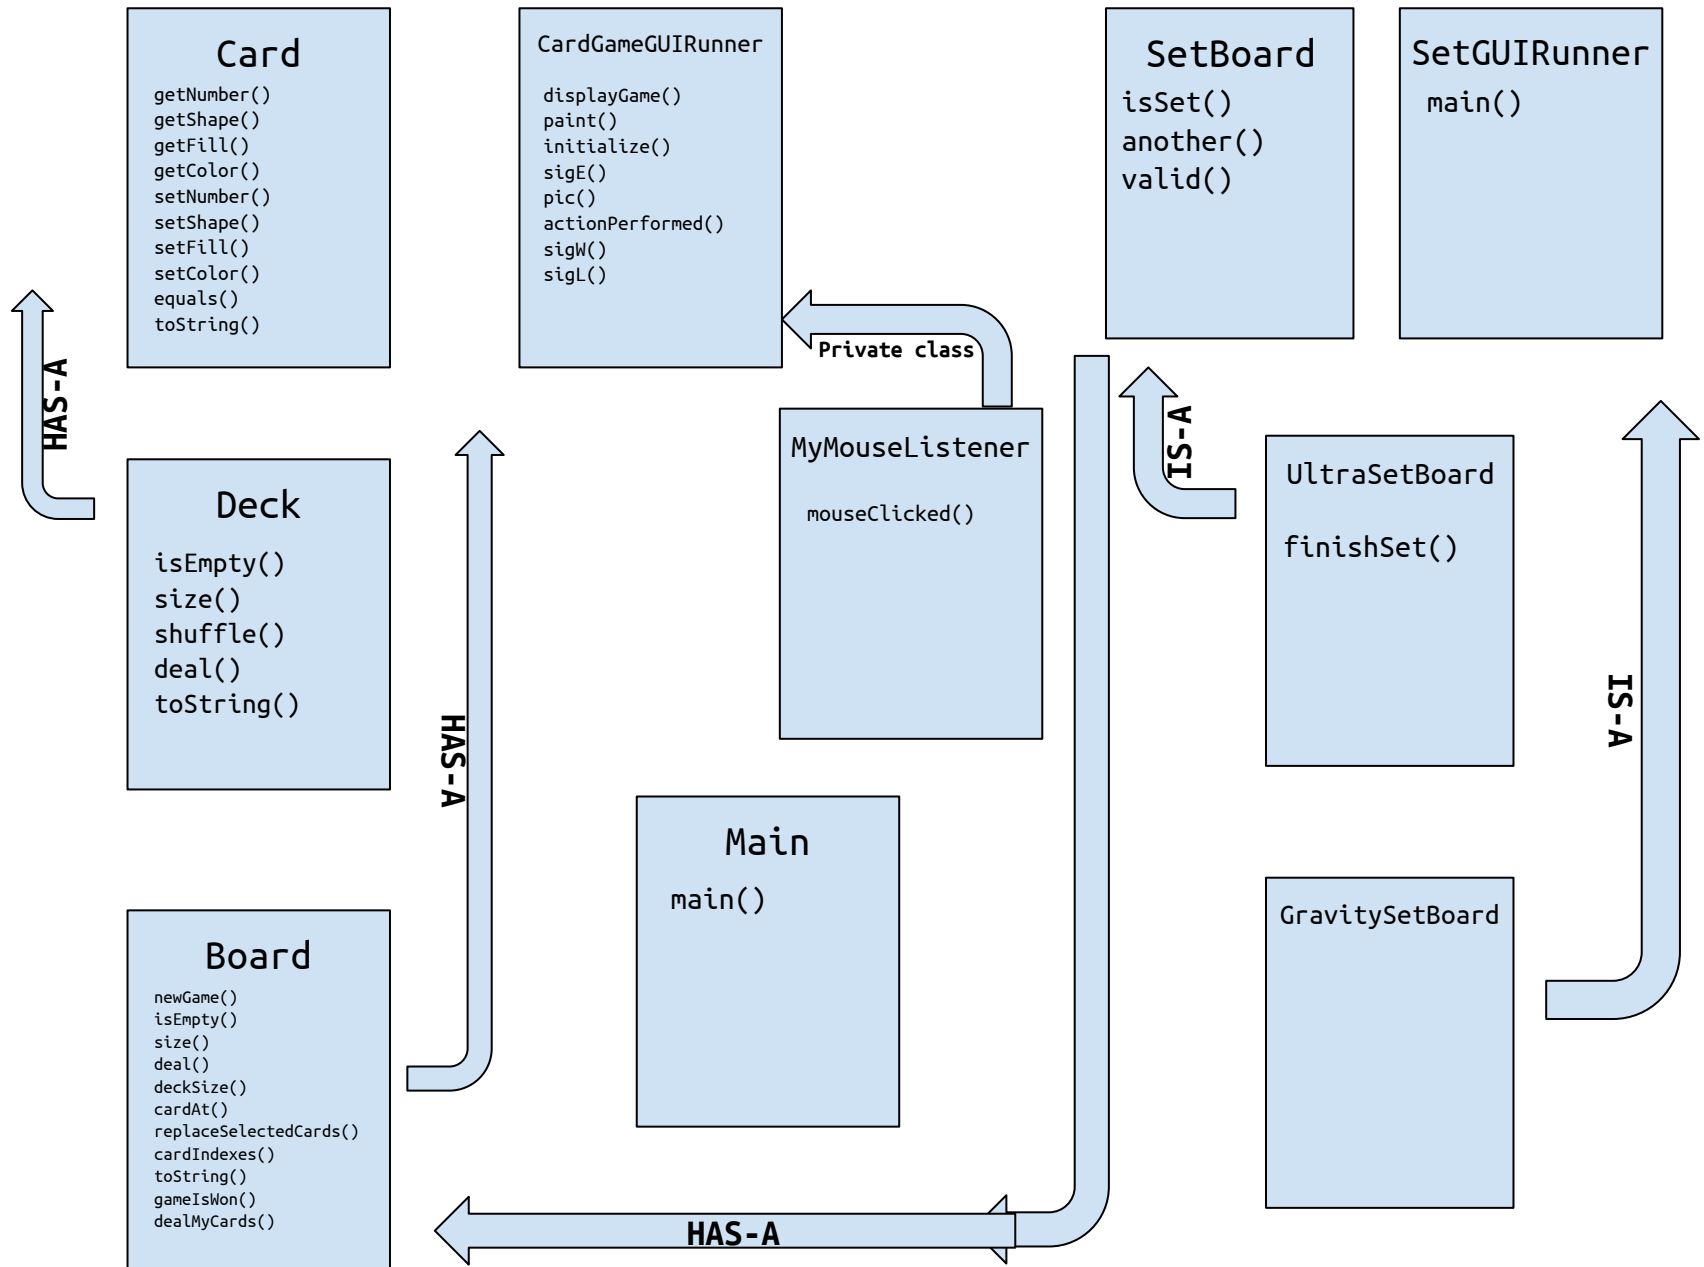 Card
getNumber()
getShape()
getFill()
getColor()
setNumber()
setShape()
setFill()
setColor()
equals()
toString()
CardGameGUIRunner
displayGame()
paint()
initialize()
sigE()
pic()
actionPerformed()
sigW()
sigL()
SetBoard
isSet()
another()
valid()
SetGUIRunner
main()
HAS-A
Private class
Deck
isEmpty()
size()
shuffle()
deal()
toString()
HAS-A
MyMouseListener
mouseClicked()
IS-A
UltraSetBoard
finishSet()
IS-A
Main
main()
Board
newGame()
isEmpty()
size()
deal()
deckSize()
cardAt()
replaceSelectedCards()
cardIndexes()
toString()
gameIsWon()
dealMyCards()
GravitySetBoard
HAS-A